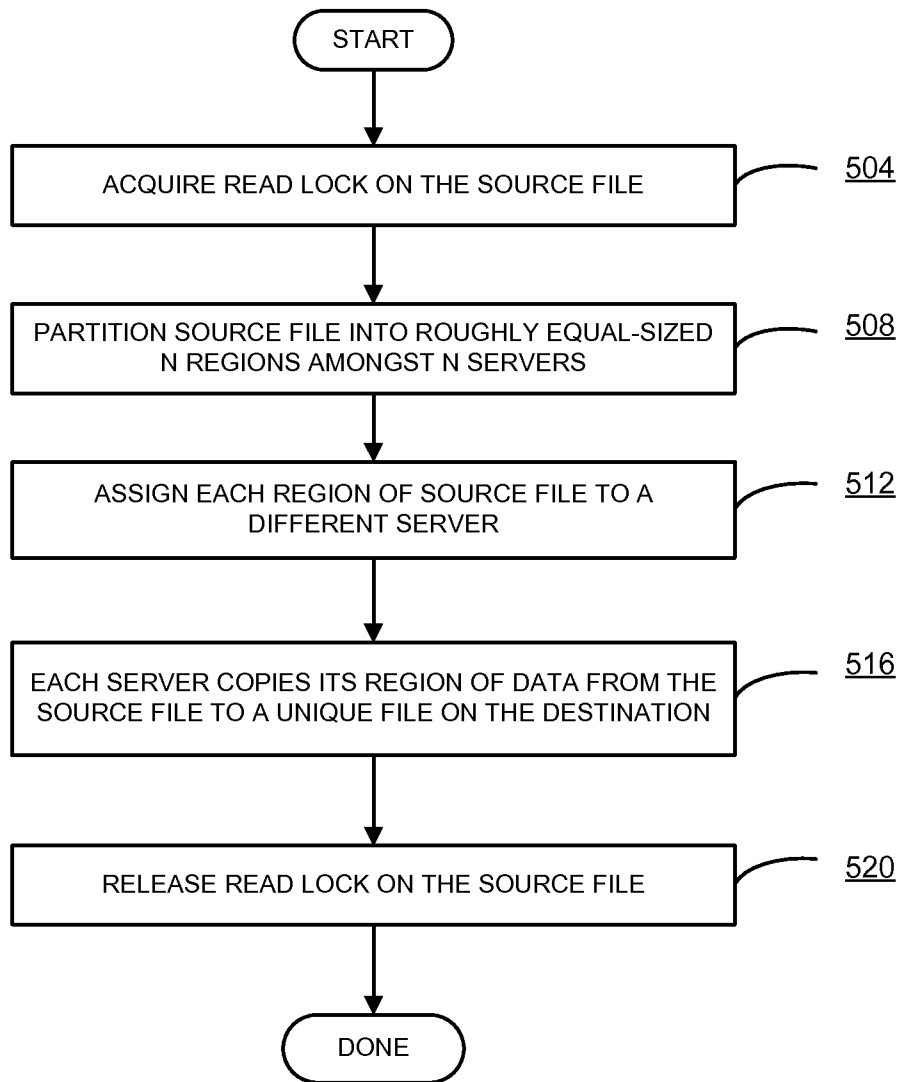 START
ACQUIRE READ LOCK ON THE SOURCE FILE
504
PARTITION SOURCE FILE INTO ROUGHLY EQUAL-SIZED
N REGIONS AMONGST N SERVERS
508
ASSIGN EACH REGION OF SOURCE FILE TO A
DIFFERENT SERVER
512
EACH SERVER COPIES ITS REGION OF DATA FROM THE
SOURCE FILE TO A UNIQUE FILE ON THE DESTINATION
516
RELEASE READ LOCK ON THE SOURCE FILE
520
DONE